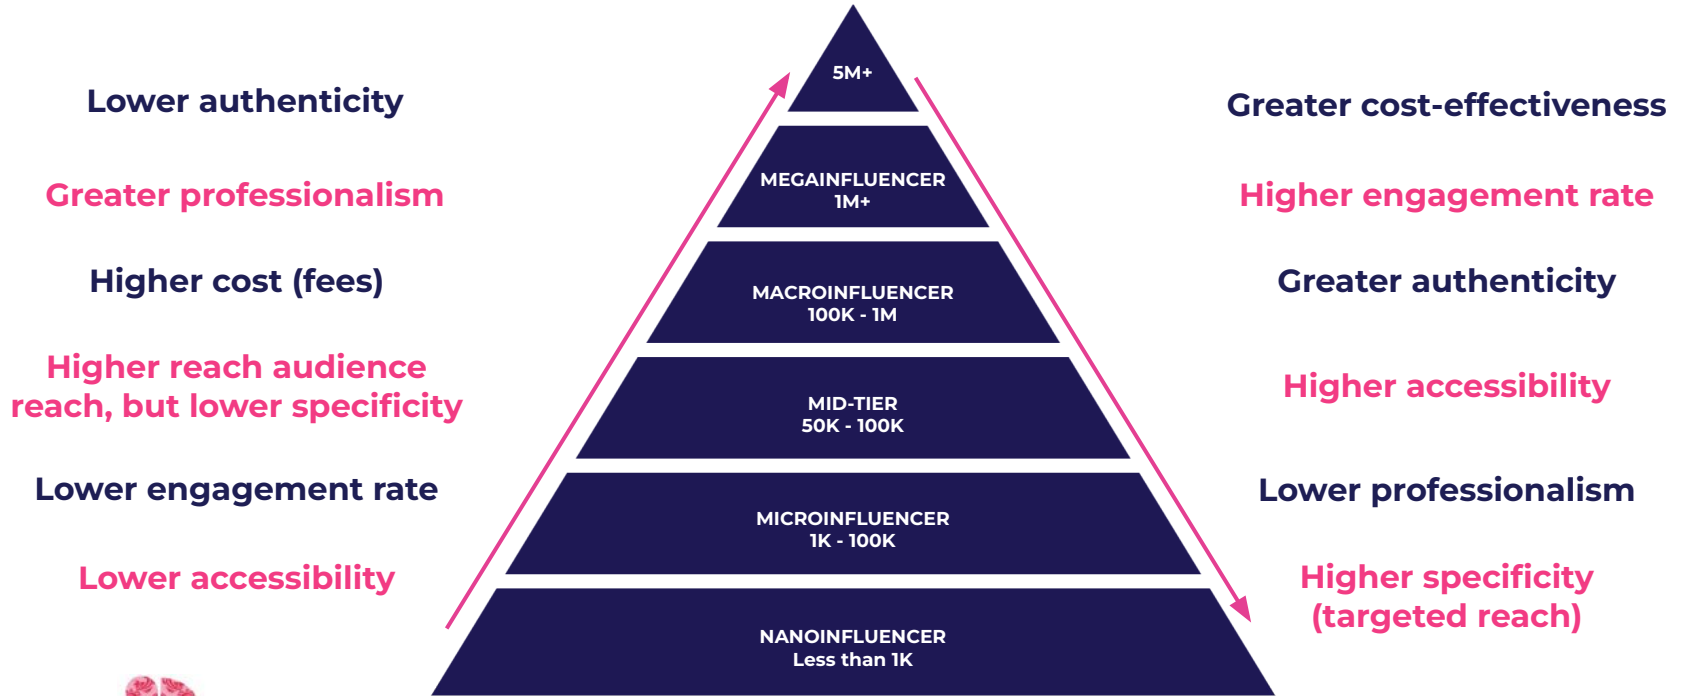 Lower authenticity
Greater professionalism
Higher cost (fees)
Higher reach audience
reach, but lower specificity
Lower engagement rate
Lower accessibility
5M+
MEGAINFLUENCER
1M+
MACROINFLUENCER
100K - 1M
MID-TIER
50K - 100K
MICROINFLUENCER
1K - 100K
NANOINFLUENCER
Less than 1K
Greater cost-effectiveness
Higher engagement rate
Greater authenticity
Higher accessibility
Lower professionalism
Higher specificity
(targeted reach)